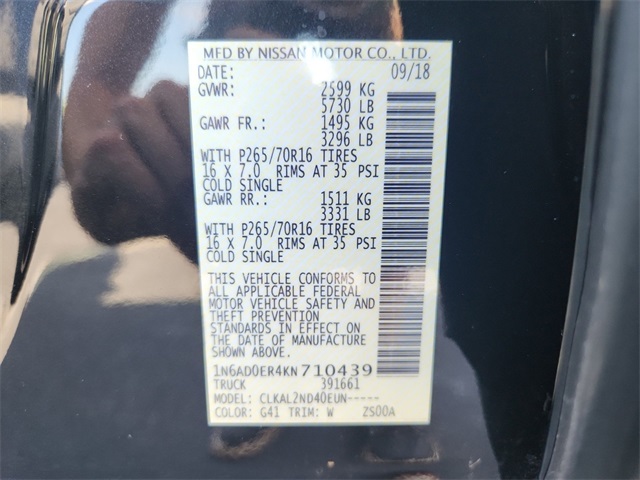 MFD BY NISSAN MOTOR CO., LTD.
DATE: 09/18
GVWR: 2599 KG
5730 LB
GAWR FR.: 1495 KG
3296 LB
WITH P265/70R16 TIRES
16 X 7.0 RIMS AT 35 PSI
COLD SINGLE
GAWR RR.: 1511 KG
3331 LB
WITH P265/70R16 TIRES
16 X 7.0 RIMS AT 35 PSI
COLD SINGLE
THIS VEHICLE CONFORMS TO
ALL APPLICABLE FEDERAL
MOTOR VEHICLE SAFETY AND
THEFT PREVENTION
STANDARDS IN EFFECT ON
THE DATE OF MANUFACTURE
SHOWN ABOVE.
1N6AD0ER4KN710439
TRUCK 391661
MODEL: CLKAL2ND40EUN-----
COLOR: G41 TRIM: W ZS00A